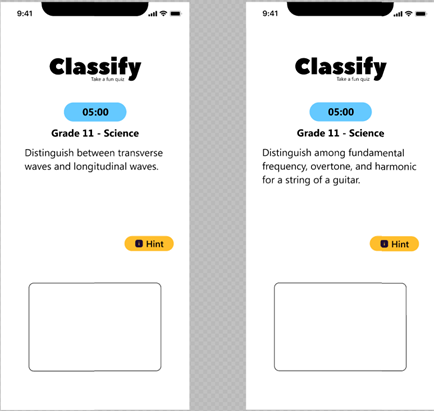 9:41
Classify
Take a fun quiz
05:00
Grade 11 - Science
Distinguish between transverse
waves and longitudinal waves.
Hint
9:41
Classify
Take a fun quiz
05:00
Grade 11 - Science
Distinguish among fundamental
frequency, overtone, and harmonic
for a string of a guitar.
Hint